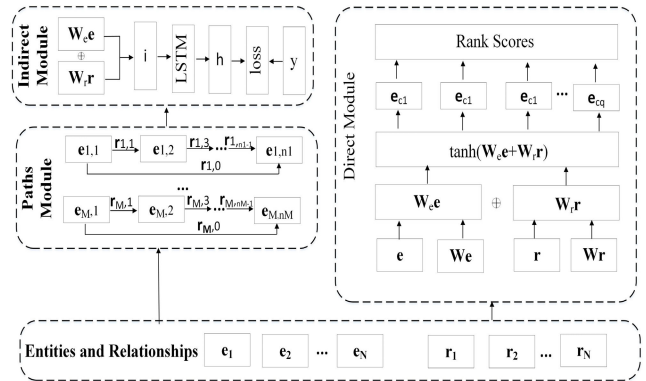 Indirect Module
Wee
⊕
Wrr
i
LSTM
h
loss
y
Paths Module
e1,1 r1,1 e1,2 r1,3 ... r1,n1-1 e1,n1
r1,0
...
eM,1 rM,1 eM,2 rM,3 ... rM,nM-1 eM.nM
rM,0
Direct Module
Rank Scores
ec1 ec1 ec1 ... ecq
tanh(Wee+Wrr)
Wee ⊕ Wrr
e We r Wr
Entities and Relationships e1 e2 ... eN r1 r2 ... rN